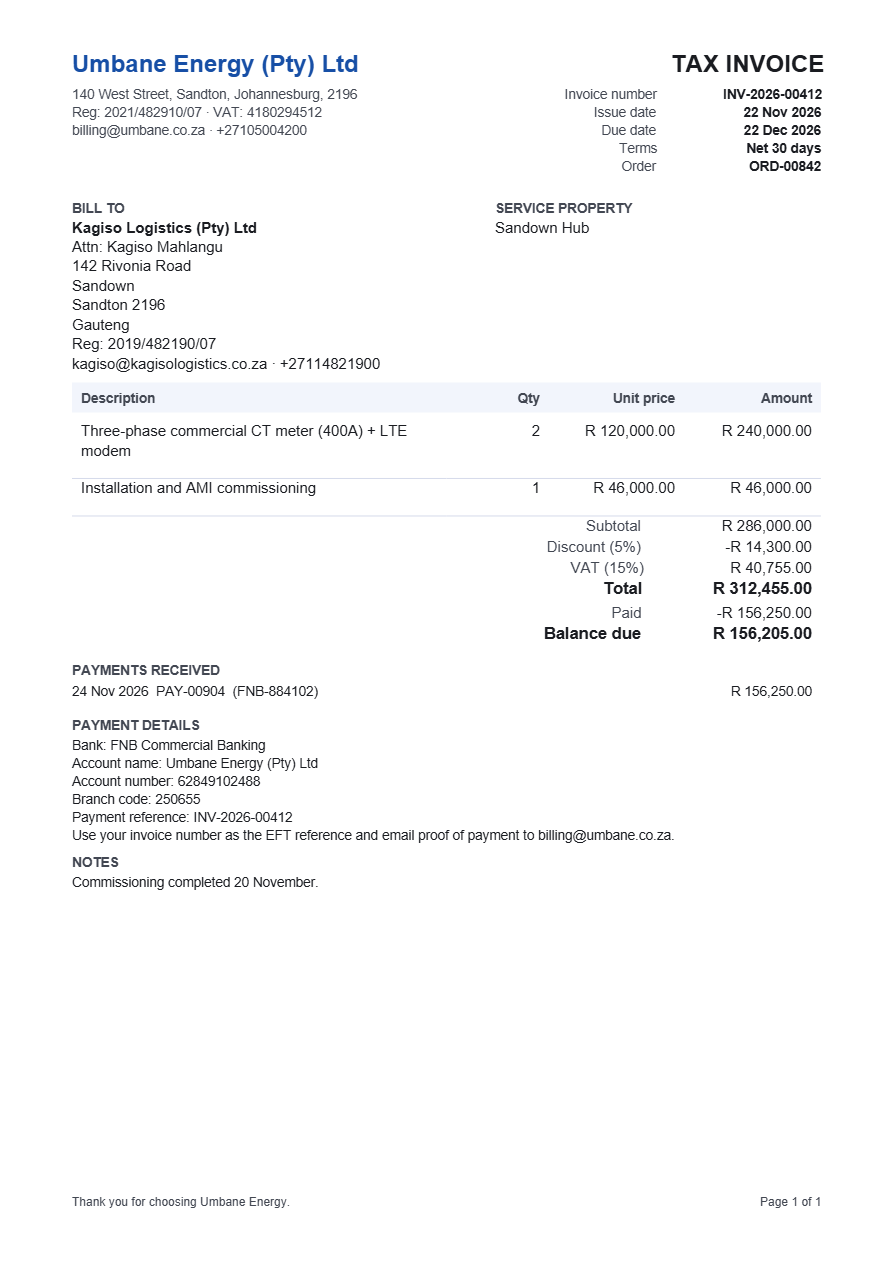 Umbane Energy (Pty) Ltd
TAX INVOICE
140 West Street, Sandton, Johannesburg, 2196
Reg: 2021/482910/07 · VAT: 4180294512
billing@umbane.co.za · +27105004200
Invoice number INV-2026-00412
Issue date 22 Nov 2026
Due date 22 Dec 2026
Terms Net 30 days
Order ORD-00842
BILL TO
Kagiso Logistics (Pty) Ltd
Attn: Kagiso Mahlangu
142 Rivonia Road
Sandown
Sandton 2196
Gauteng
Reg: 2019/482190/07
kagiso@kagisologistics.co.za · +27114821900
SERVICE PROPERTY
Sandown Hub
Description Qty Unit price Amount
Three-phase commercial CT meter (400A) + LTE 2 R 120,000.00 R 240,000.00
modem
Installation and AMI commissioning 1 R 46,000.00 R 46,000.00
Subtotal R 286,000.00
Discount (5%) -R 14,300.00
VAT (15%) R 40,755.00
Total R 312,455.00
Paid -R 156,250.00
Balance due R 156,205.00
PAYMENTS RECEIVED
24 Nov 2026 PAY-00904 (FNB-884102) R 156,250.00
PAYMENT DETAILS
Bank: FNB Commercial Banking
Account name: Umbane Energy (Pty) Ltd
Account number: 62849102488
Branch code: 250655
Payment reference: INV-2026-00412
Use your invoice number as the EFT reference and email proof of payment to billing@umbane.co.za.
NOTES
Commissioning completed 20 November.
Thank you for choosing Umbane Energy.
Page 1 of 1